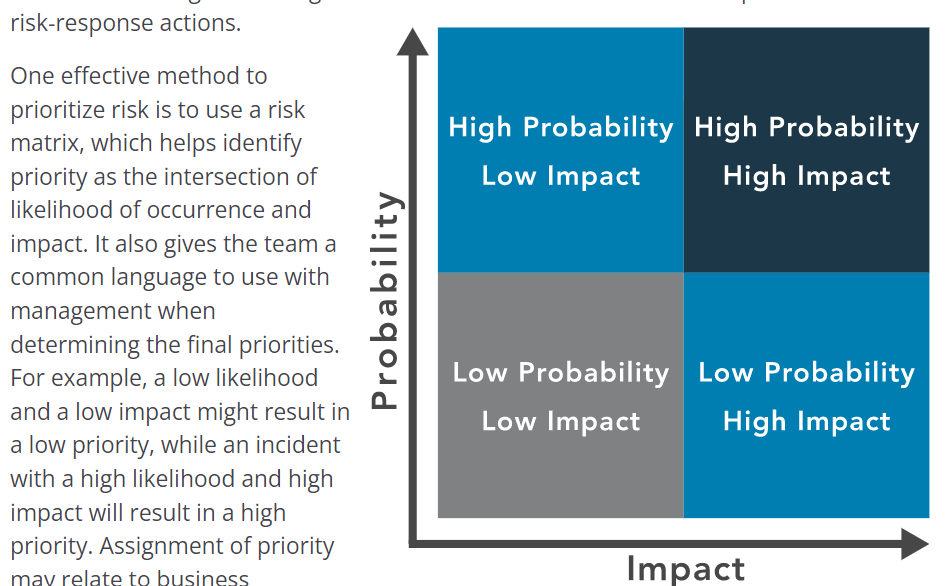 risk-response actions.
One effective method to
prioritize risk is to use a risk
matrix, which helps identify
priority as the intersection of
likelihood of occurrence and
impact. It also gives the team a
common language to use with
management when
determining the final priorities.
For example, a low likelihood
and a low impact might result in
a low priority, while an incident
with a high likelihood and high
impact will result in a high
priority. Assignment of priority
may relate to business
Probability
High Probability
Low Impact
High Probability
High Impact
Low Probability
Low Impact
Low Probability
High Impact
Impact